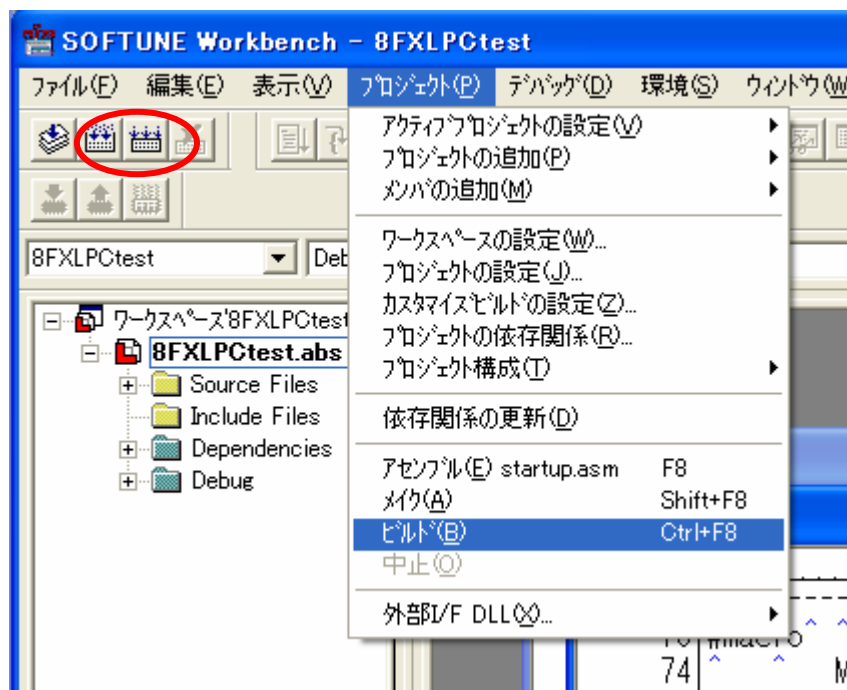 SOFTUNE Workbench - 8FXLPCtest
ﾌｧｲﾙ(F) 編集(E) 表示(V) ﾌﾟﾛｼﾞｪｸﾄ(P) ﾃﾞﾊﾞｯｸﾞ(D) 環境(S) ｳｨﾝﾄﾞｳ(W
ｱｸﾃｨﾌﾞﾌﾟﾛｼﾞｪｸﾄの設定(V)
ﾌﾟﾛｼﾞｪｸﾄの追加(P)
ﾒﾝﾊﾞの追加(M)
ﾜｰｸｽﾍﾟｰｽの設定(W)...
ﾌﾟﾛｼﾞｪｸﾄの設定(J)...
ｶｽﾀﾏｲｽﾞﾋﾞﾙﾄﾞの設定(Z)...
ﾌﾟﾛｼﾞｪｸﾄの依存関係(R)...
ﾌﾟﾛｼﾞｪｸﾄ構成(T)
依存関係の更新(D)
ｱｾﾝﾌﾞﾙ(E) startup.asm F8
ﾒｲｸ(A) Shift+F8
ﾋﾞﾙﾄﾞ(B) Ctrl+F8
中止(O)
外部I/F DLL(X)...
8FXLPCtest
ﾜｰｸｽﾍﾟｰｽ'8FXLPCtest
8FXLPCtest.abs
Source Files
Include Files
Dependencies
Debug
74